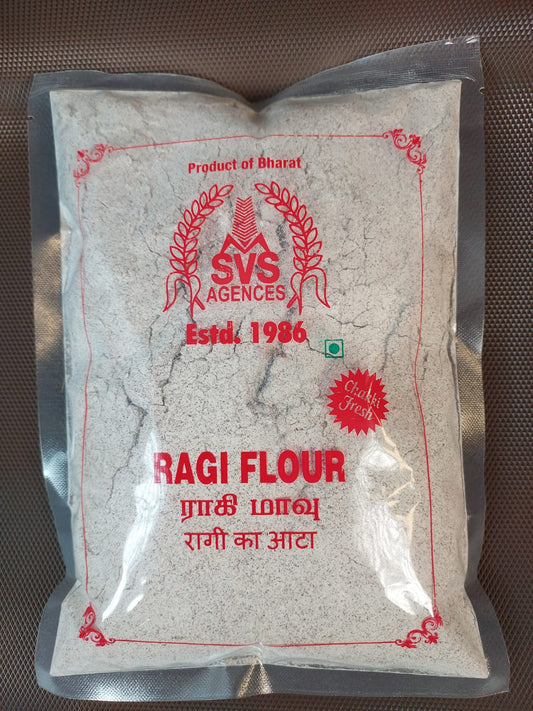 Product of Bharat
SVS
AGENCES
Estd. 1986
Chakki
Fresh
RAGI FLOUR
ராகி மாவு
रागी का आटा